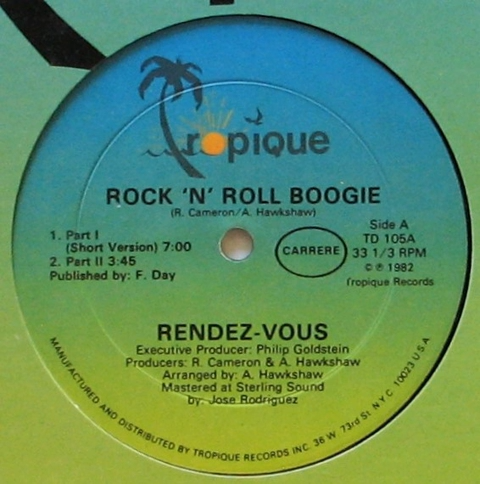 Tropique
ROCK 'N' ROLL BOOGIE
(R. Cameron/A. Hawkshaw)
1. Part I
(Short Version) 7:00
2. Part II 3:45
Published by: F. Day
CARRERE
Side A
TD 105A
33 1/3 RPM
© ℗ 1982
Tropique Records
RENDEZ-VOUS
Executive Producer: Philip Goldstein
Producers: R. Cameron & A. Hawkshaw
Arranged by: A. Hawkshaw
Mastered at Sterling Sound
by: Jose Rodriguez
MANUFACTURED AND DISTRIBUTED BY TROPIQUE RECORDS INC. 36 W. 73rd St. N.Y.C. 10023 U.S.A